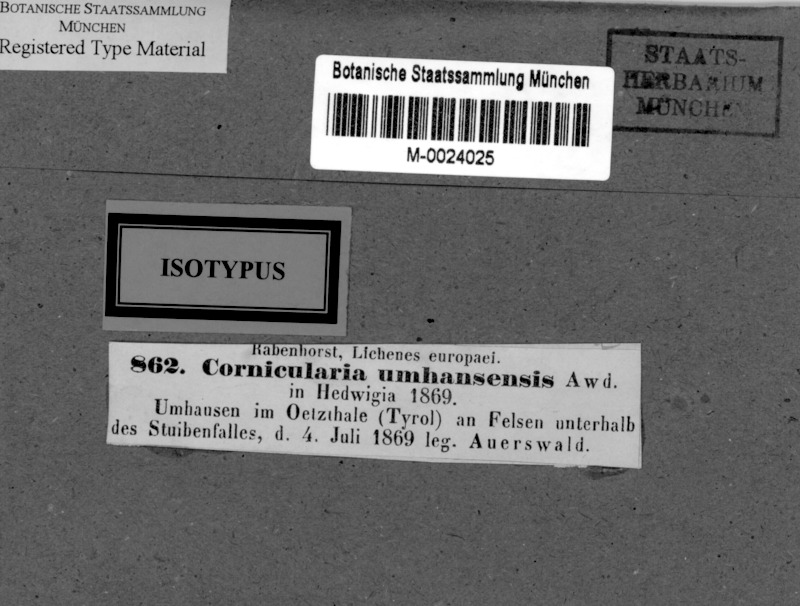 BOTANISCHE STAATSSAMMLUNG
MÜNCHEN
Registered Type Material
Botanische Staatssammlung München
M-0024025
STAATS-
HERBARIUM
MÜNCHEN
ISOTYPUS
Rabenhorst, Lichenes europaei.
862. Cornicularia umhausensis Awd.
in Hedwigia 1869.
Umhausen im Oetzthale (Tyrol) an Felsen unterhalb
des Stuibenfalles, d. 4. Juli 1869 leg. Auerswald.